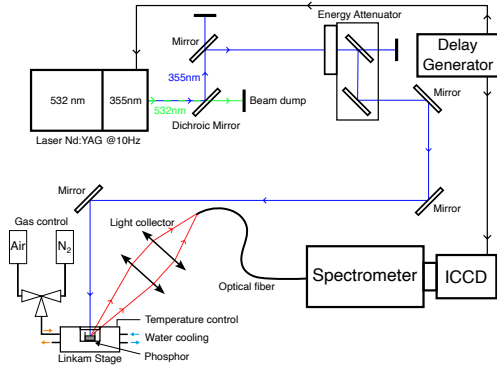 Energy Attenuator
Mirror
Delay
Generator
355nm
532 nm
355nm
532nm
Beam dump
Mirror
Laser Nd:YAG @10Hz
Dichroic Mirror
Mirror
Mirror
Gas control
Light collector
Air
N2
Optical fiber
Spectrometer
ICCD
Temperature control
Water cooling
Linkam Stage
Phosphor